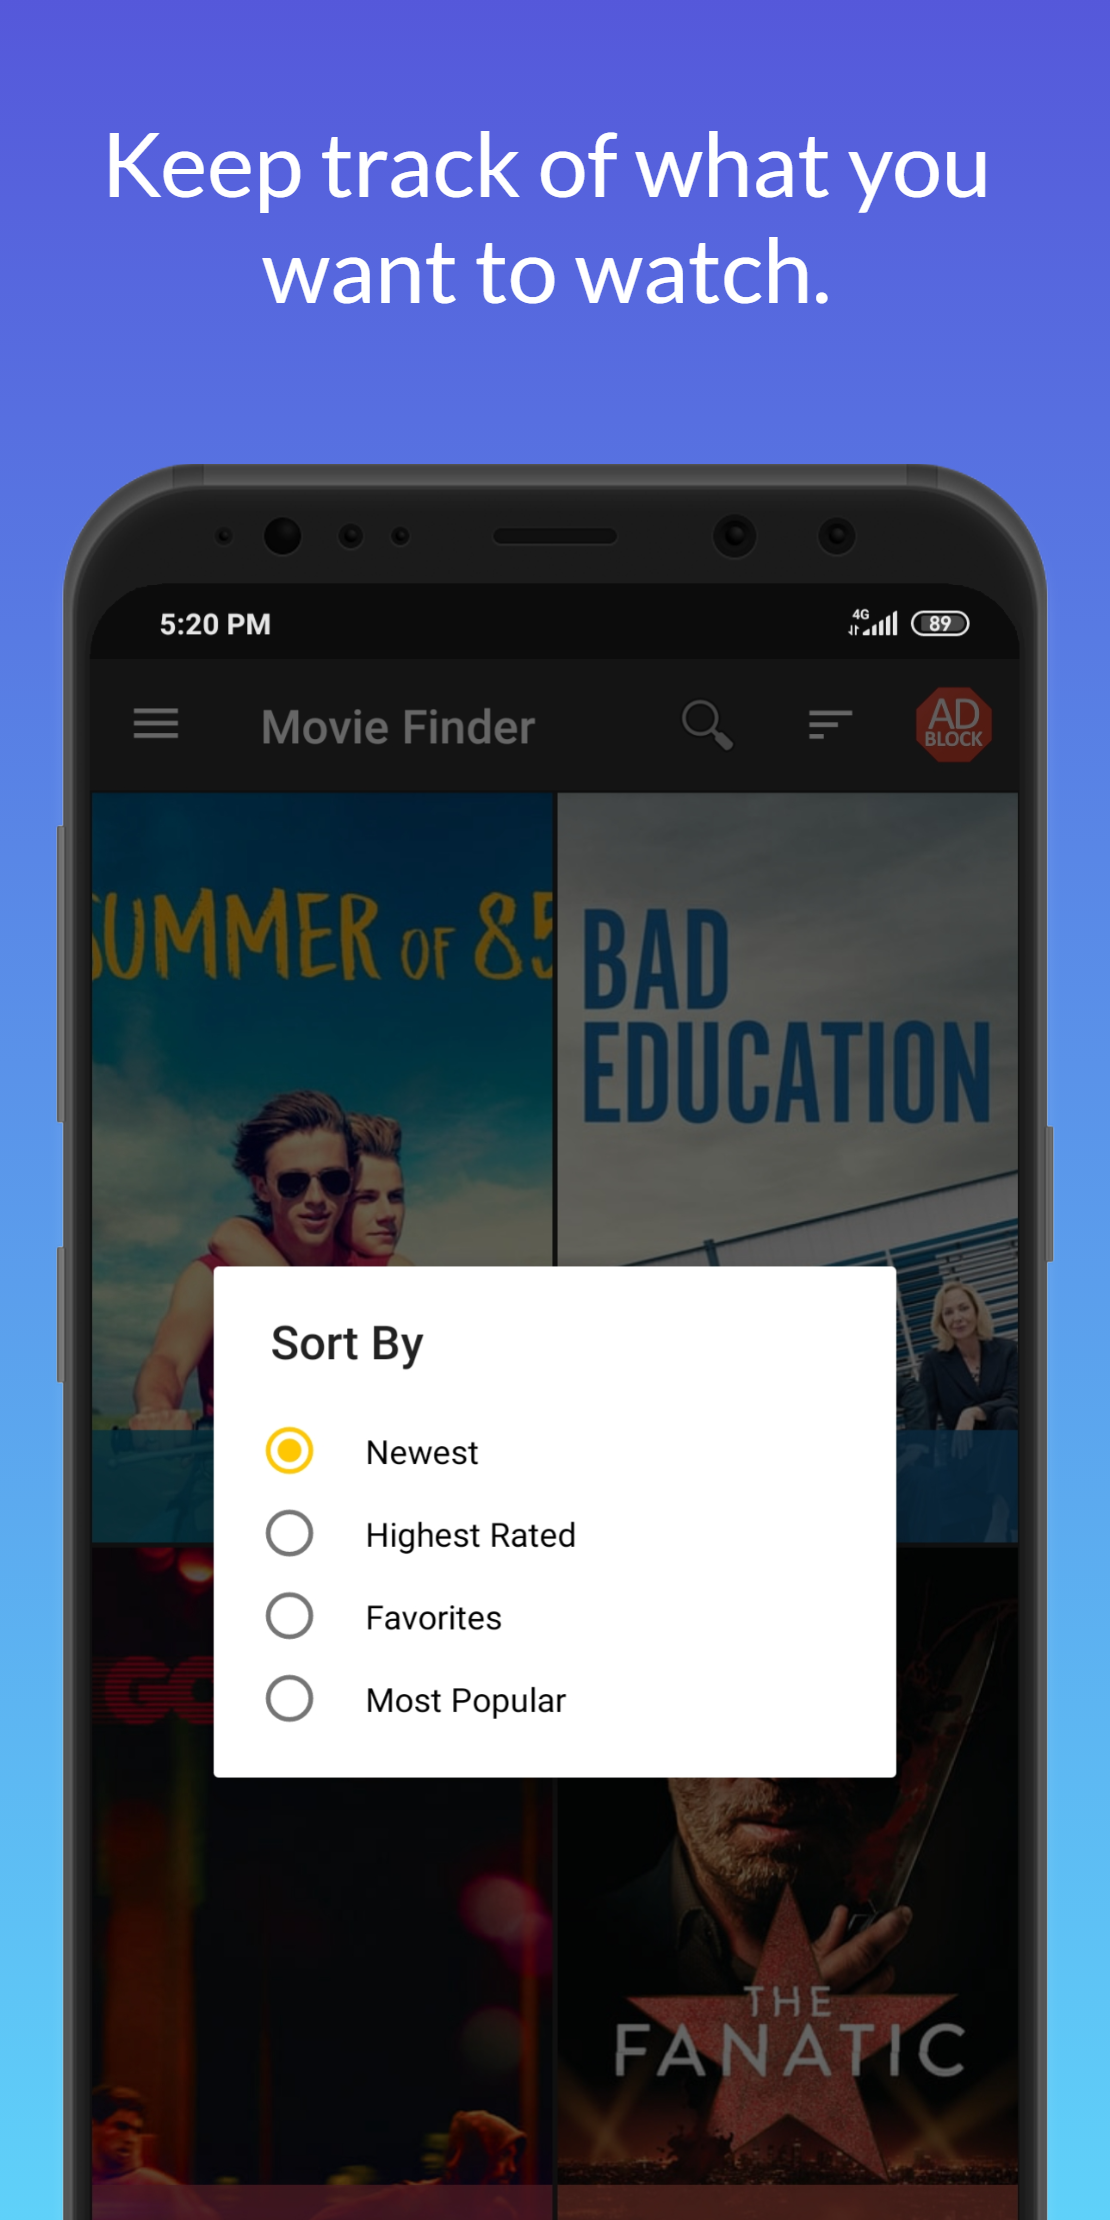 Keep track of what you
want to watch.
5:20 PM
4G
89
Movie Finder
AD
BLOCK
SUMMER OF 85
BAD
EDUCATION
Sort By
Newest
Highest Rated
Favorites
Most Popular
THE
FANATIC